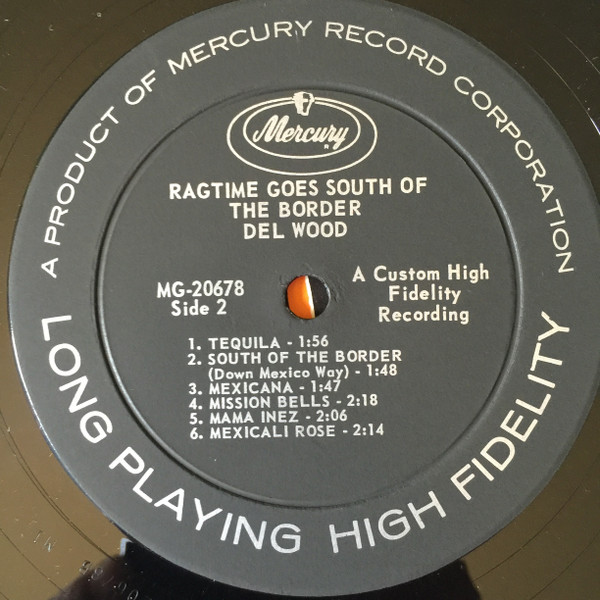 A PRODUCT OF MERCURY RECORD CORPORATION
Mercury
R
RAGTIME GOES SOUTH OF
THE BORDER
DEL WOOD
MG-20678
Side 2
A Custom High
Fidelity
Recording
1. TEQUILA - 1:56
2. SOUTH OF THE BORDER
(Down Mexico Way) - 1:48
3. MEXICANA - 1:47
4. MISSION BELLS - 2:18
5. MAMA INEZ - 2:06
6. MEXICALI ROSE - 2:14
LONG PLAYING HIGH FIDELITY